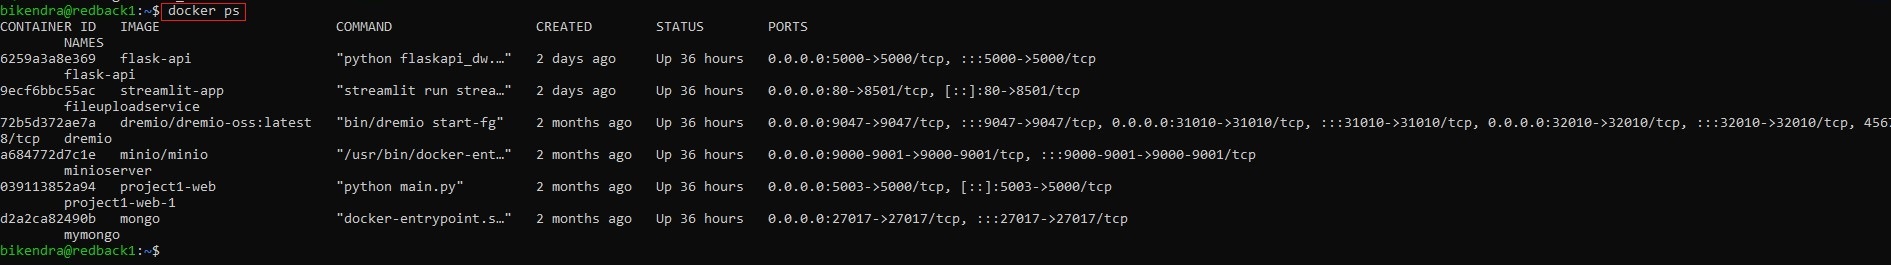 bikendra@redback1:~$ docker ps
CONTAINER ID   IMAGE                      COMMAND                  CREATED        STATUS        PORTS
        NAMES
6259a3a8e369   flask-api                  "python flaskapi_dw.…"   2 days ago     Up 36 hours   0.0.0.0:5000->5000/tcp, :::5000->5000/tcp
        flask-api
9ecf6bbc55ac   streamlit-app              "streamlit run strea…"   2 days ago     Up 36 hours   0.0.0.0:80->8501/tcp, [::]:80->8501/tcp
        fileuploadservice
72b5d372ae7a   dremio/dremio-oss:latest   "bin/dremio start-fg"    2 months ago   Up 36 hours   0.0.0.0:9047->9047/tcp, :::9047->9047/tcp, 0.0.0.0:31010->31010/tcp, :::31010->31010/tcp, 0.0.0.0:32010->32010/tcp, :::32010->32010/tcp, 4567
8/tcp   dremio
a684772d7c1e   minio/minio                "/usr/bin/docker-ent…"   2 months ago   Up 36 hours   0.0.0.0:9000-9001->9000-9001/tcp, :::9000-9001->9000-9001/tcp
        minioserver
039113852a94   project1-web               "python main.py"         2 months ago   Up 36 hours   0.0.0.0:5003->5000/tcp, [::]:5003->5000/tcp
        project1-web-1
d2a2ca82490b   mongo                      "docker-entrypoint.s…"   2 months ago   Up 36 hours   0.0.0.0:27017->27017/tcp, :::27017->27017/tcp
        mymongo
bikendra@redback1:~$